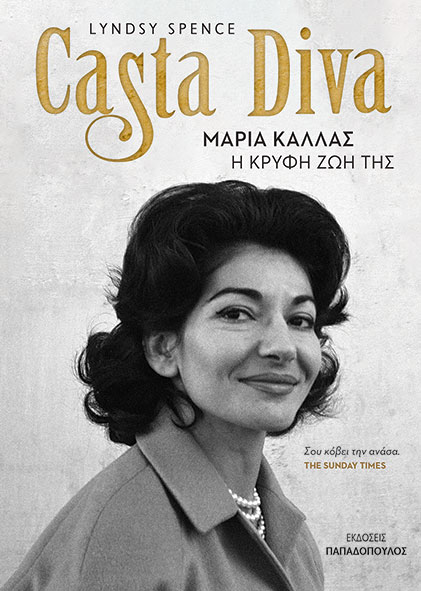 LYNDSY SPENCE
Casta Diva
ΜΑΡΙΑ ΚΑΛΛΑΣ
Η ΚΡΥΦΗ ΖΩΗ ΤΗΣ
Σου κόβει την ανάσα.
THE SUNDAY TIMES
ΕΚΔΟΣΕΙΣ
ΠΑΠΑΔΟΠΟΥΛΟΣ